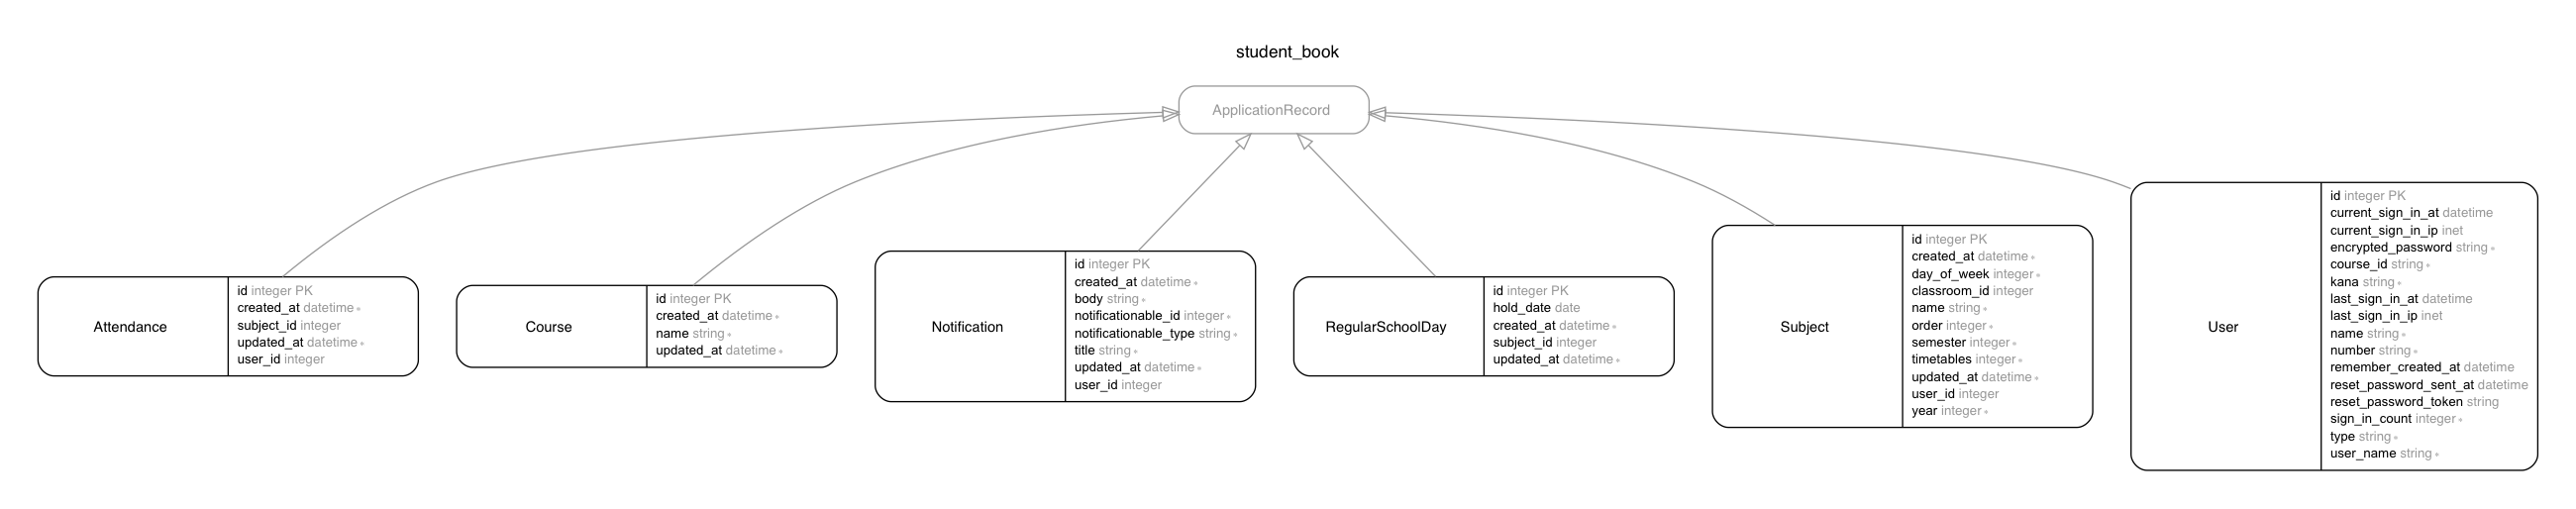 student_book
ApplicationRecord
Attendance
id integer PK
created_at datetime ∗
subject_id integer
updated_at datetime ∗
user_id integer
Course
id integer PK
created_at datetime ∗
name string ∗
updated_at datetime ∗
Notification
id integer PK
created_at datetime ∗
body string ∗
notificationable_id integer ∗
notificationable_type string ∗
title string ∗
updated_at datetime ∗
user_id integer
RegularSchoolDay
id integer PK
hold_date date
created_at datetime ∗
subject_id integer
updated_at datetime ∗
Subject
id integer PK
created_at datetime ∗
day_of_week integer ∗
classroom_id integer
name string ∗
order integer ∗
semester integer ∗
timetables integer ∗
updated_at datetime ∗
user_id integer
year integer ∗
User
id integer PK
current_sign_in_at datetime
current_sign_in_ip inet
encrypted_password string ∗
course_id string ∗
kana string ∗
last_sign_in_at datetime
last_sign_in_ip inet
name string ∗
number string ∗
remember_created_at datetime
reset_password_sent_at datetime
reset_password_token string
sign_in_count integer ∗
type string ∗
user_name string ∗